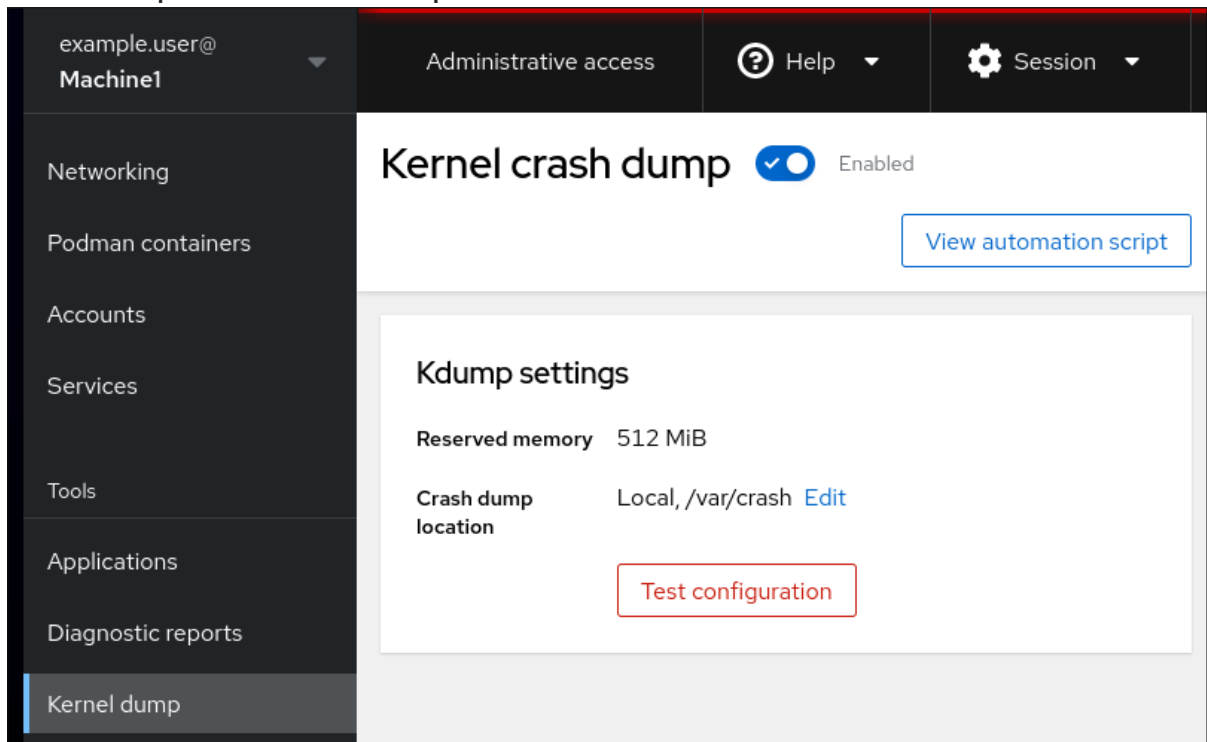 example.user@
Machine1
Administrative access
Help
Session
Networking
Podman containers
Accounts
Services
Tools
Applications
Diagnostic reports
Kernel dump
Kernel crash dump
Enabled
View automation script
Kdump settings
Reserved memory 512 MiB
Crash dump location Local, /var/crash Edit
Test configuration